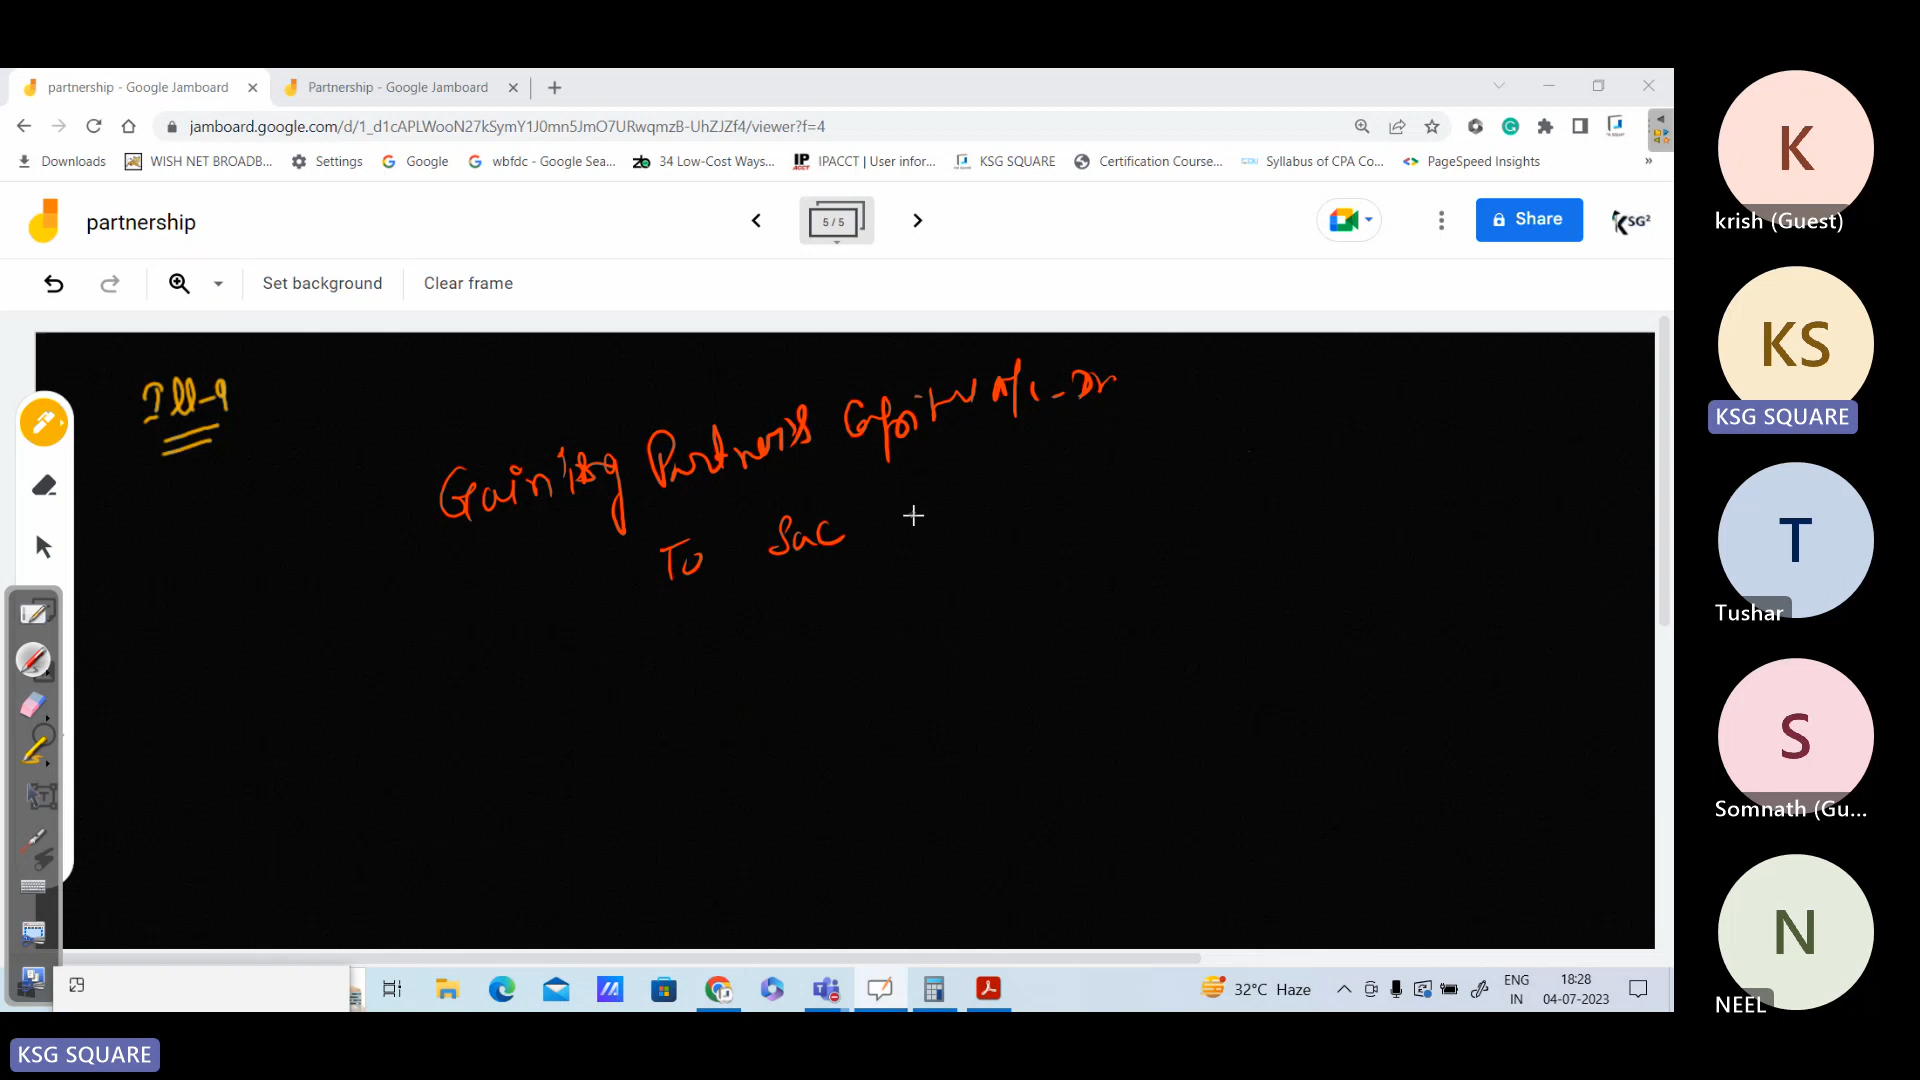 partnership - Google Jamboard
Partnership - Google Jamboard
jamboard.google.com/d/1_d1cAPLWooN27kSymY1J0mn5JmO7URwqmzB-UhZJZf4/viewer?f=4
Downloads
WISH NET BROADB...
Settings
Google
wbfdc - Google Sea...
34 Low-Cost Ways...
IPACCT | User infor...
KSG SQUARE
Certification Course...
Syllabus of CPA Co...
PageSpeed Insights
»
partnership
5 / 5
Share
KSG²
Set background
Clear frame
Ill-9
Gaining Partners Capital A/c - Dr
To Sac
32°C Haze
ENG
IN
18:28
04-07-2023
K
krish (Guest)
KS
KSG SQUARE
T
Tushar
S
Somnath (Gu...
N
NEEL
KSG SQUARE